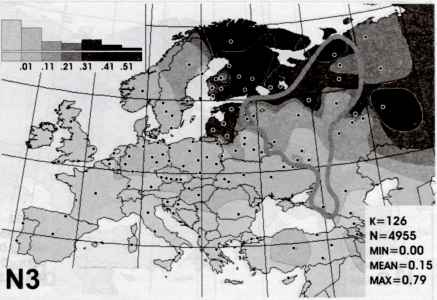 .01 .11 .21 .31 .41 .51
K=126
N=4955
MIN=0.00
MEAN=0.15
MAX=0.79
N3